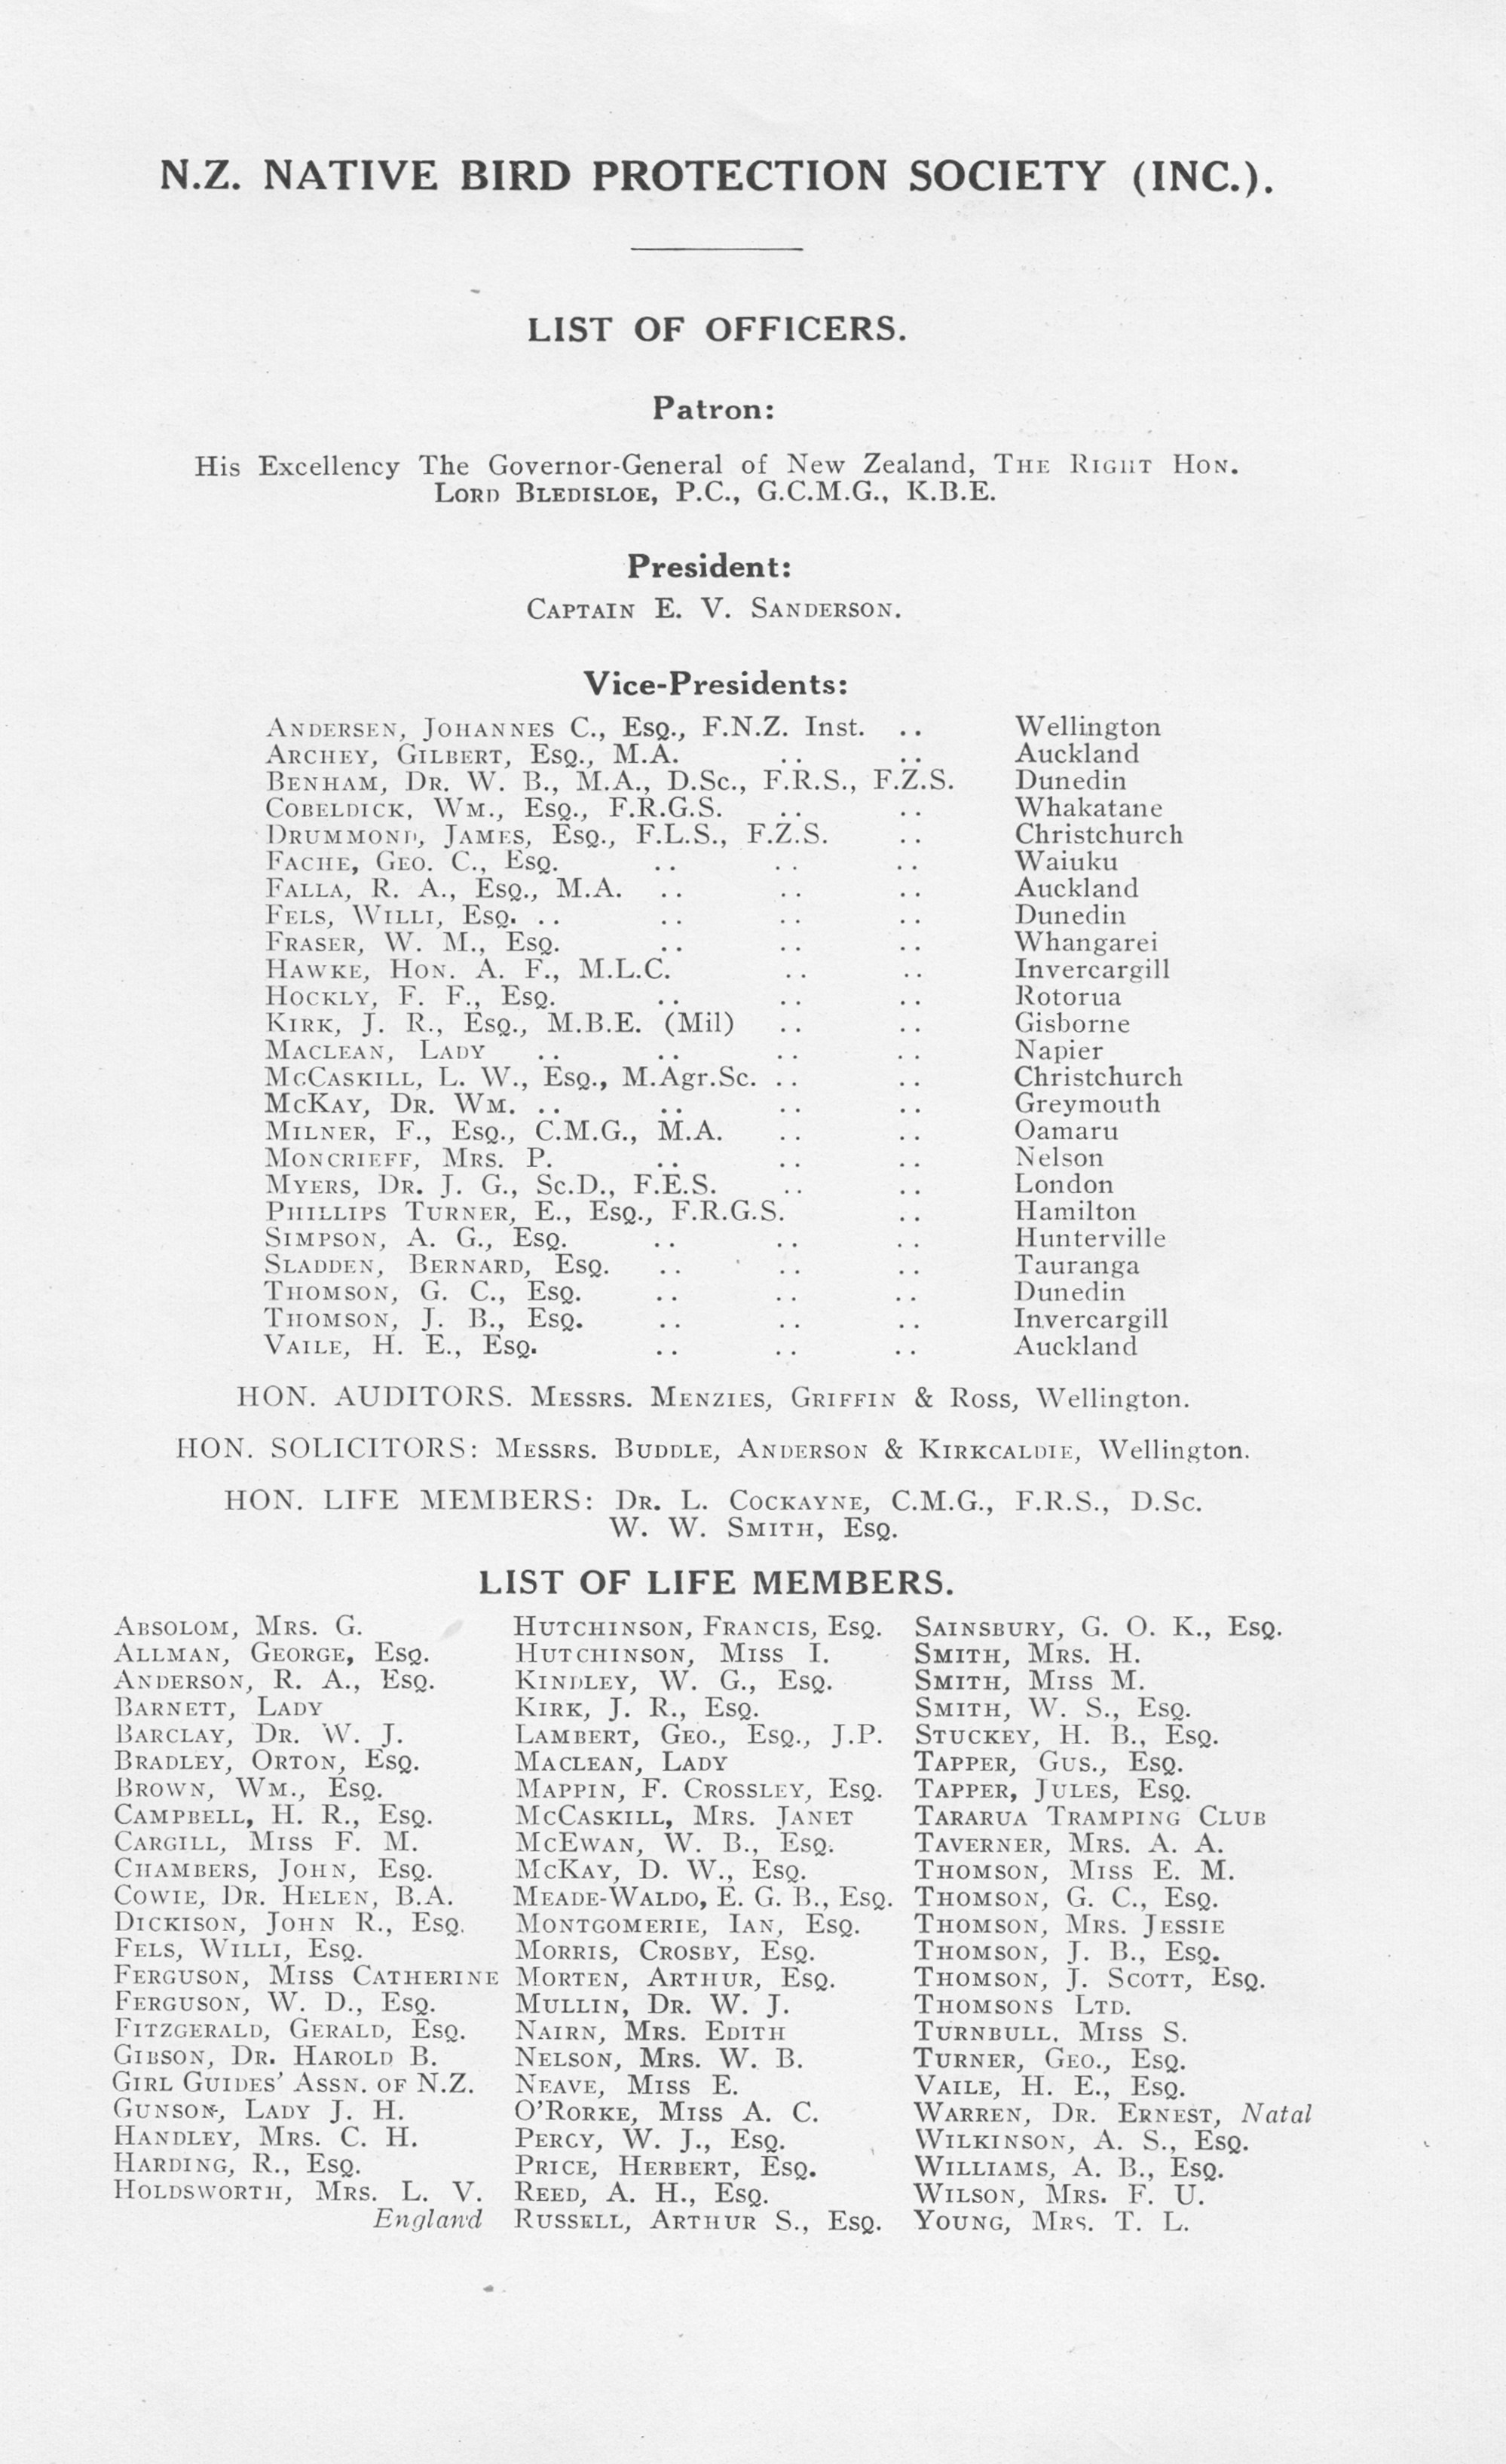 N.Z. NATIVE BIRD PROTECTION SOCIETY (INC.).
LIST OF OFFICERS.
Patron:
His Excellency The Governor-General of New Zealand, THE RIGHT HON.
LORD BLEDISLOE, P.C., G.C.M.G., K.B.E.
President:
CAPTAIN E. V. SANDERSON.
Vice-Presidents:
ANDERSEN, JOHANNES C., ESQ., F.N.Z. Inst. .. Wellington
ARCHEY, GILBERT, ESQ., M.A. .. .. Auckland
BENHAM, DR. W. B., M.A., D.Sc., F.R.S., F.Z.S. Dunedin
COBELDICK, WM., ESQ., F.R.G.S. .. .. Whakatane
DRUMMOND, JAMES, ESQ., F.L.S., F.Z.S. .. Christchurch
FACHE, GEO. C., ESQ. .. .. .. Waiuku
FALLA, R. A., ESQ., M.A. .. .. .. Auckland
FELS, WILLI, ESQ. .. .. .. .. Dunedin
FRASER, W. M., ESQ. .. .. .. Whangarei
HAWKE, HON. A. F., M.L.C. .. .. Invercargill
HOCKLY, F. F., ESQ. .. .. .. Rotorua
KIRK, J. R., ESQ., M.B.E. (Mil) .. .. Gisborne
MACLEAN, LADY .. .. .. .. Napier
MCCASKILL, L. W., ESQ., M.Agr.Sc. .. .. Christchurch
MCKAY, DR. WM. .. .. .. .. Greymouth
MILNER, F., ESQ., C.M.G., M.A. .. .. Oamaru
MONCRIEFF, MRS. P. .. .. .. Nelson
MYERS, DR. J. G., Sc.D., F.E.S. .. .. London
PHILLIPS TURNER, E., ESQ., F.R.G.S. .. Hamilton
SIMPSON, A. G., ESQ. .. .. .. Hunterville
SLADDEN, BERNARD, ESQ. .. .. .. Tauranga
THOMSON, G. C., ESQ. .. .. .. Dunedin
THOMSON, J. B., ESQ. .. .. .. Invercargill
VAILE, H. E., ESQ. .. .. .. Auckland
HON. AUDITORS. MESSRS. MENZIES, GRIFFIN & ROSS, Wellington.
HON. SOLICITORS: MESSRS. BUDDLE, ANDERSON & KIRKCALDIE, Wellington.
HON. LIFE MEMBERS: DR. L. COCKAYNE, C.M.G., F.R.S., D.Sc.
W. W. SMITH, ESQ.
LIST OF LIFE MEMBERS.
ABSOLOM, MRS. G.
ALLMAN, GEORGE, ESQ.
ANDERSON, R. A., ESQ.
BARNETT, LADY
BARCLAY, DR. W. J.
BRADLEY, ORTON, ESQ.
BROWN, WM., ESQ.
CAMPBELL, H. R., ESQ.
CARGILL, MISS F. M.
CHAMBERS, JOHN, ESQ.
COWIE, DR. HELEN, B.A.
DICKISON, JOHN R., ESQ.
FELS, WILLI, ESQ.
FERGUSON, MISS CATHERINE
FERGUSON, W. D., ESQ.
FITZGERALD, GERALD, ESQ.
GIBSON, DR. HAROLD B.
GIRL GUIDES' ASSN. OF N.Z.
GUNSON, LADY J. H.
HANDLEY, MRS. C. H.
HARDING, R., ESQ.
HOLDSWORTH, MRS. L. V.
England
HUTCHINSON, FRANCIS, ESQ.
HUTCHINSON, MISS I.
KINDLEY, W. G., ESQ.
KIRK, J. R., ESQ.
LAMBERT, GEO., ESQ., J.P.
MACLEAN, LADY
MAPPIN, F. CROSSLEY, ESQ.
MCCASKILL, MRS. JANET
MCEWAN, W. B., ESQ.
MCKAY, D. W., ESQ.
MEADE-WALDO, E. G. B., ESQ.
MONTGOMERIE, IAN, ESQ.
MORRIS, CROSBY, ESQ.
MORTEN, ARTHUR, ESQ.
MULLIN, DR. W. J.
NAIRN, MRS. EDITH
NELSON, MRS. W. B.
NEAVE, MISS E.
O'RORKE, MISS A. C.
PERCY, W. J., ESQ.
PRICE, HERBERT, ESQ.
REED, A. H., ESQ.
RUSSELL, ARTHUR S., ESQ.
SAINSBURY, G. O. K., ESQ.
SMITH, MRS. H.
SMITH, MISS M.
SMITH, W. S., ESQ.
STUCKEY, H. B., ESQ.
TAPPER, GUS., ESQ.
TAPPER, JULES, ESQ.
TARARUA TRAMPING CLUB
TAVERNER, MRS. A. A.
THOMSON, MISS E. M.
THOMSON, G. C., ESQ.
THOMSON, MRS. JESSIE
THOMSON, J. B., ESQ.
THOMSON, J. SCOTT, ESQ.
THOMSONS LTD.
TURNBULL. MISS S.
TURNER, GEO., ESQ.
VAILE, H. E., ESQ.
WARREN, DR. ERNEST, Natal
WILKINSON, A. S., ESQ.
WILLIAMS, A. B., ESQ.
WILSON, MRS. F. U.
YOUNG, MRS. T. L.